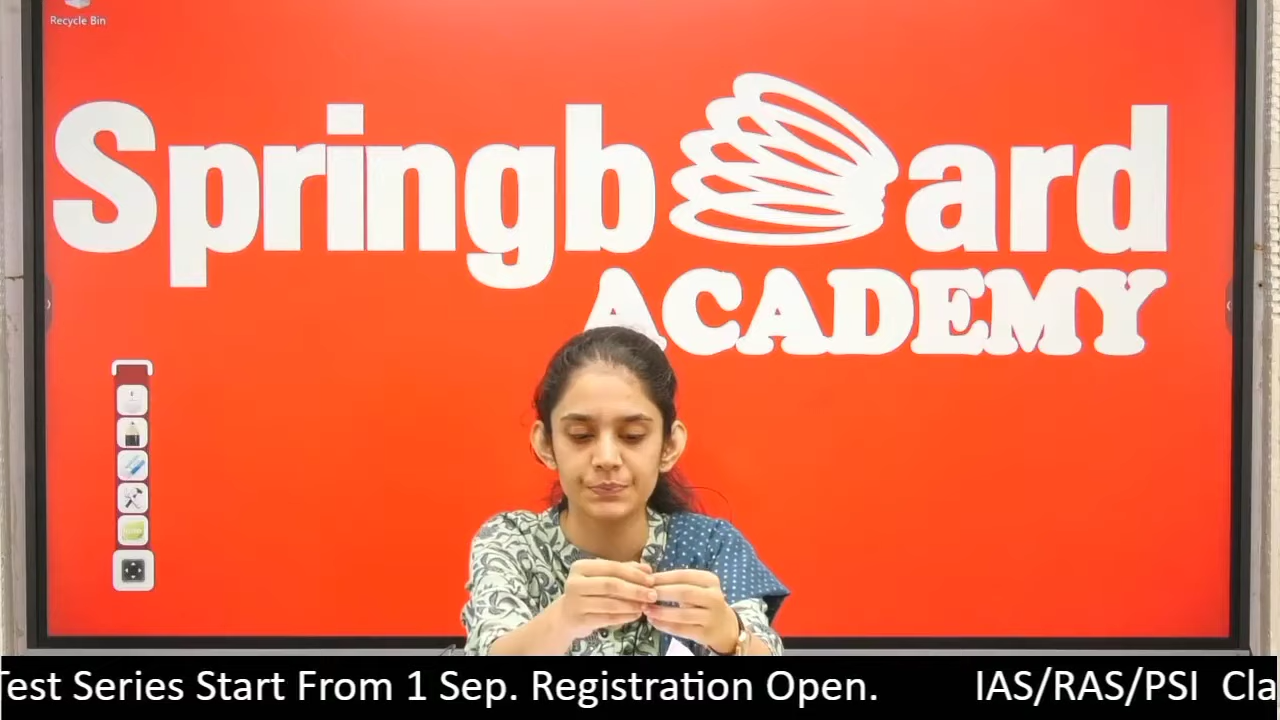 Recycle Bin
Springboard
ACADEMY
Test Series Start From 1 Sep. Registration Open. IAS/RAS/PSI Cla